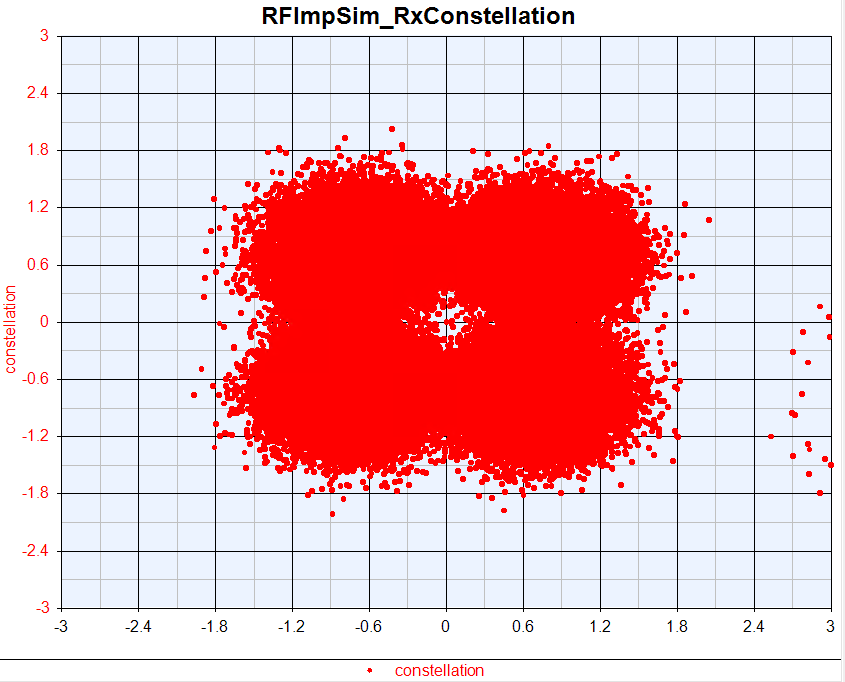 RFImpSim_RxConstellation
3
2.4
1.8
1.2
0.6
0
-0.6
-1.2
-1.8
-2.4
-3
constellation
-3 -2.4 -1.8 -1.2 -0.6 0 0.6 1.2 1.8 2.4 3
constellation